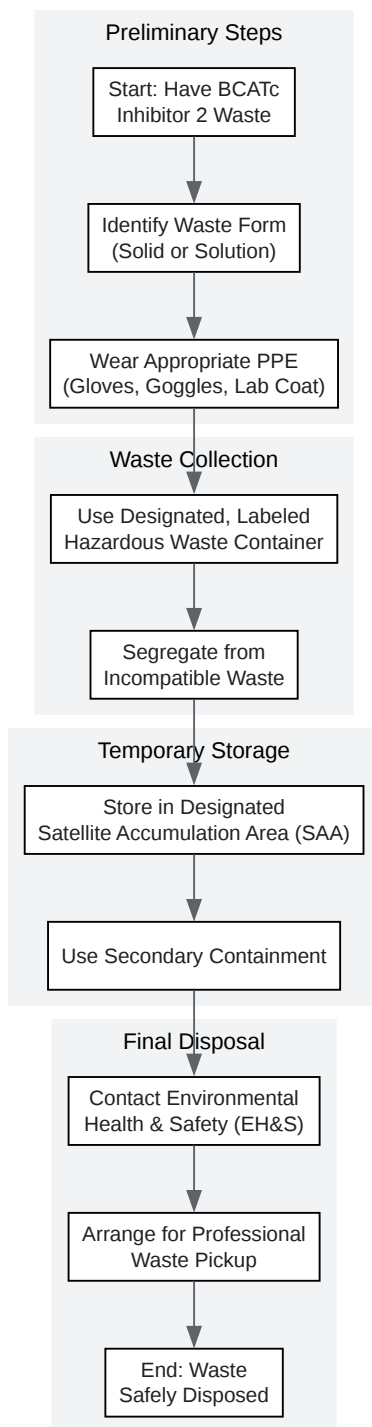 Preliminary Steps
Start: Have BCATc
Inhibitor 2 Waste
Identify Waste Form
(Solid or Solution)
Wear Appropriate PPE
(Gloves, Goggles, Lab Coat)
Waste Collection
Use Designated, Labeled
Hazardous Waste Container
Segregate from
Incompatible Waste
Temporary Storage
Store in Designated
Satellite Accumulation Area (SAA)
Use Secondary Containment
Final Disposal
Contact Environmental
Health & Safety (EH&S)
Arrange for Professional
Waste Pickup
End: Waste
Safely Disposed